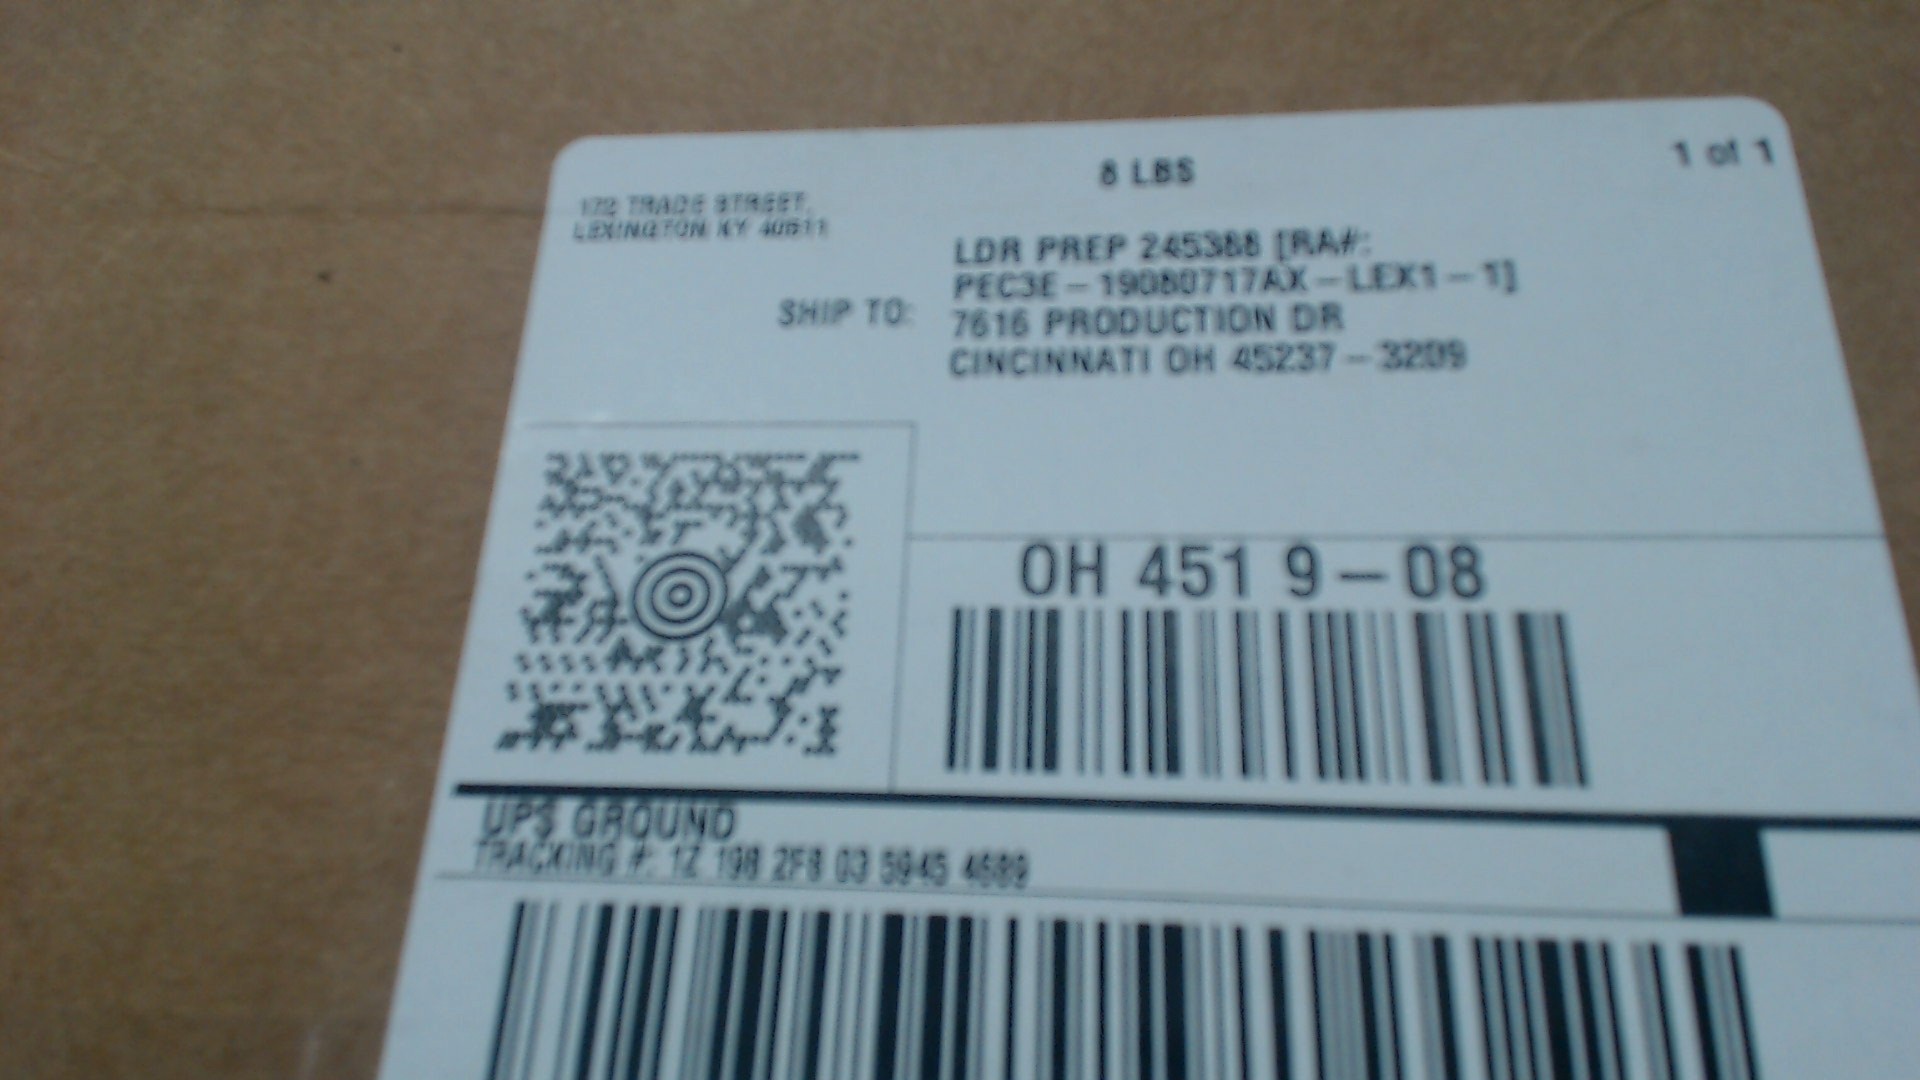 8 LBS
1 of 1
172 TRADE STREET,
LEXINGTON KY 40511
LDR PREP 245388 [RA#:
PEC3E-19080717AX-LEX1-1]
SHIP TO:
7616 PRODUCTION DR
CINCINNATI OH 45237-3209
OH 451 9-08
UPS GROUND
TRACKING #: 1Z 198 2F8 03 5945 4689